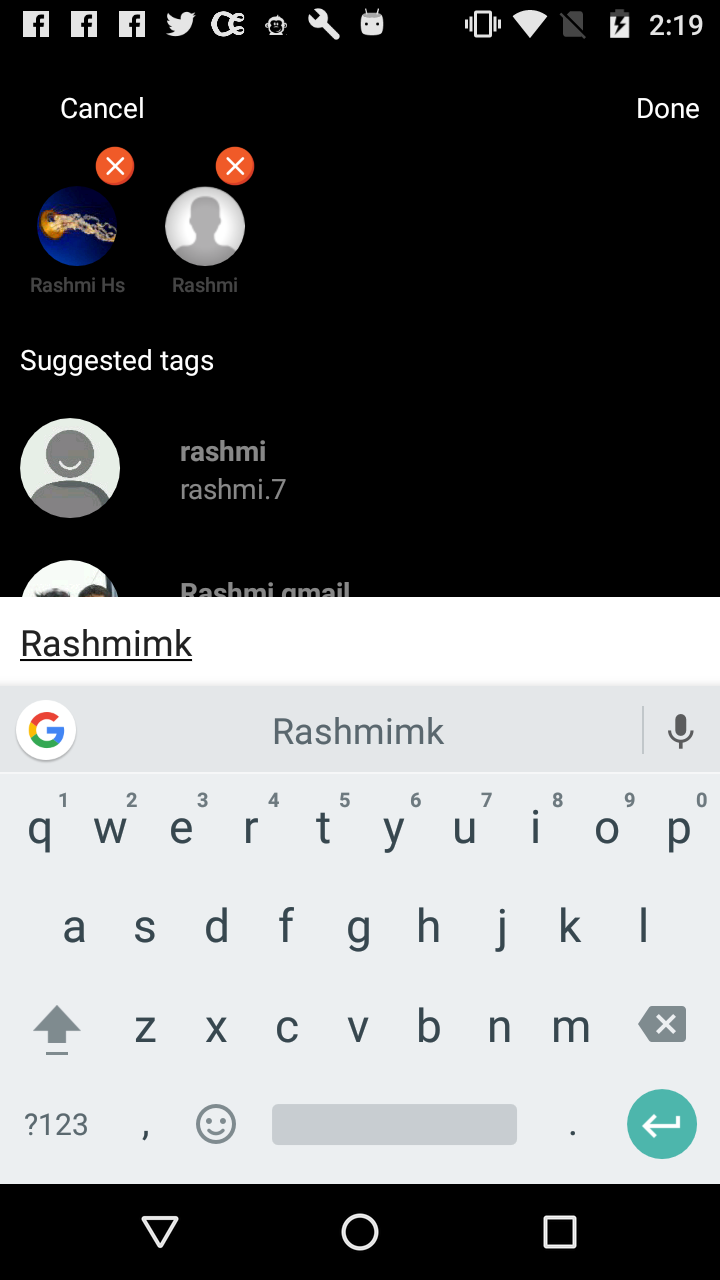 2:19
Cancel Done
Rashmi Hs Rashmi
Suggested tags
rashmi
rashmi.7
Rashmi gmail
Rashmimk
Rashmimk
1 2 3 4 5 6 7 8 9 0
q w e r t y u i o p
a s d f g h j k l
z x c v b n m
?123 , .